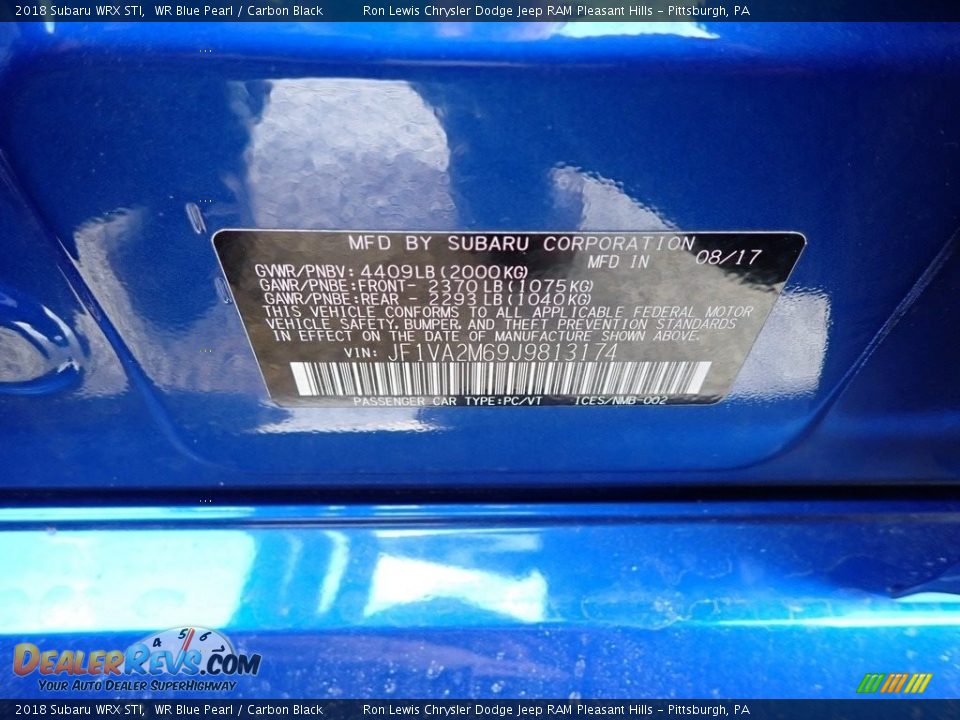 2018 Subaru WRX STI, WR Blue Pearl / Carbon Black Ron Lewis Chrysler Dodge Jeep RAM Pleasant Hills - Pittsburgh, PA
MFD BY SUBARU CORPORATION
MFD IN 08/17
GVWR/PNBV: 4409LB(2000KG)
GAWR/PNBE:FRONT- 2370LB(1075KG)
GAWR/PNBE:REAR - 2293LB(1040KG)
THIS VEHICLE CONFORMS TO ALL APPLICABLE FEDERAL MOTOR
VEHICLE SAFETY, BUMPER, AND THEFT PREVENTION STANDARDS
IN EFFECT ON THE DATE OF MANUFACTURE SHOWN ABOVE.
VIN: JF1VA2M69J9813174
PASSENGER CAR TYPE:PC/VT ICES/NMB-002
4 5 6
DealerRevs.com
Your Auto Dealer SuperHighway
2018 Subaru WRX STI, WR Blue Pearl / Carbon Black Ron Lewis Chrysler Dodge Jeep RAM Pleasant Hills - Pittsburgh, PA